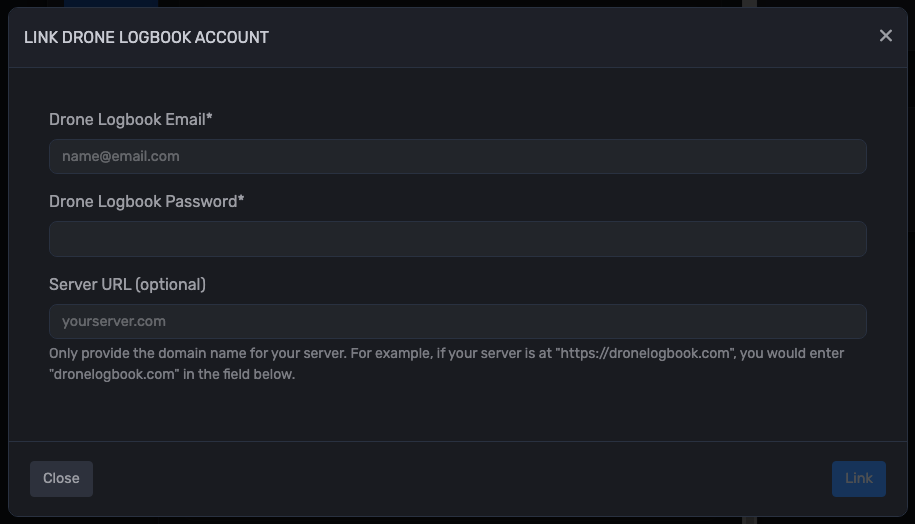 LINK DRONE LOGBOOK ACCOUNT
Drone Logbook Email*
name@email.com
Drone Logbook Password*
Server URL (optional)
yourserver.com
Only provide the domain name for your server. For example, if your server is at "https://dronelogbook.com", you would enter
"dronelogbook.com" in the field below.
Close
Link